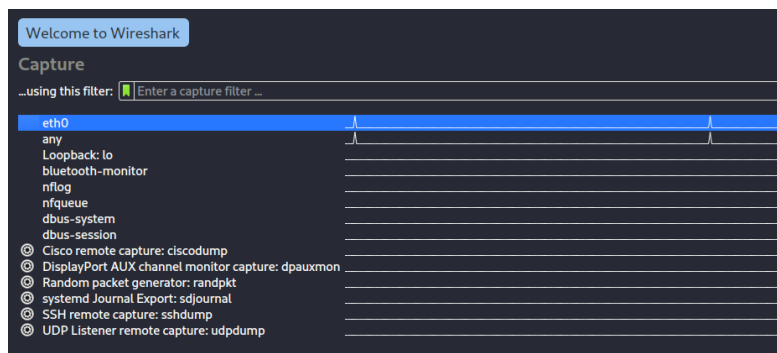 Welcome to Wireshark
Capture
...using this filter: Enter a capture filter ...
eth0
any
Loopback: lo
bluetooth-monitor
nflog
nfqueue
dbus-system
dbus-session
Cisco remote capture: ciscodump
DisplayPort AUX channel monitor capture: dpauxmon
Random packet generator: randpkt
systemd Journal Export: sdjournal
SSH remote capture: sshdump
UDP Listener remote capture: udpdump